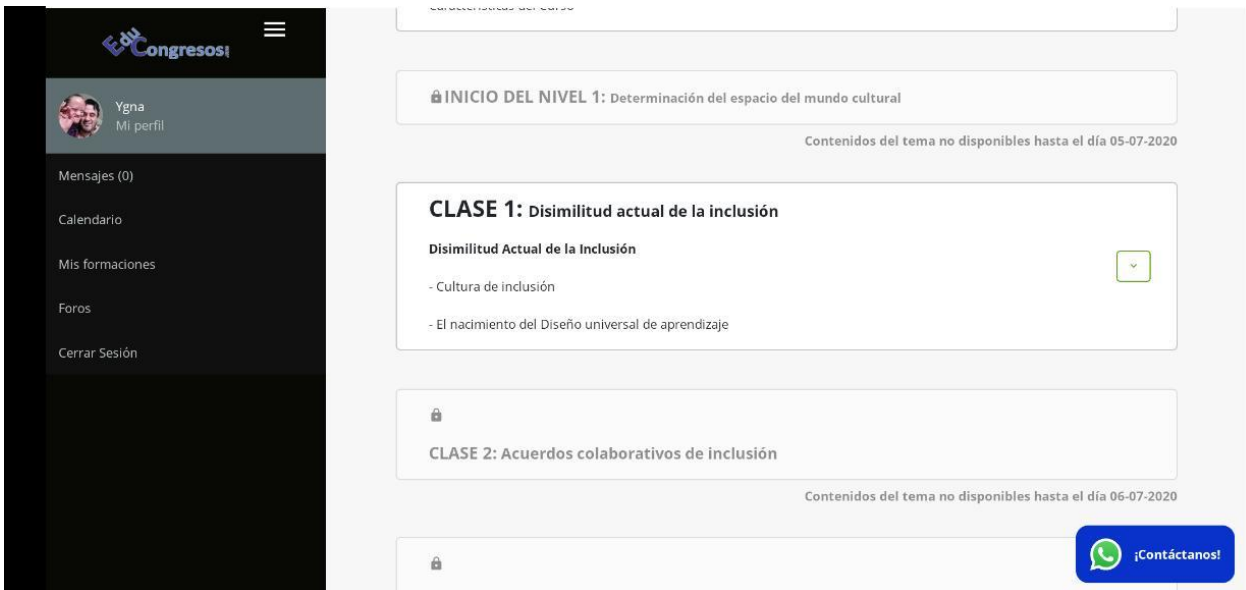 EduCongresos!
Ygna
Mi perfil
Mensajes (0)
Calendario
Mis formaciones
Foros
Cerrar Sesión
INICIO DEL NIVEL 1: Determinación del espacio del mundo cultural
Contenidos del tema no disponibles hasta el día 05-07-2020
CLASE 1: Disimilitud actual de la inclusión
Disimilitud Actual de la Inclusión
- Cultura de inclusión
- El nacimiento del Diseño universal de aprendizaje
CLASE 2: Acuerdos colaborativos de inclusión
Contenidos del tema no disponibles hasta el día 06-07-2020
¡Contáctanos!